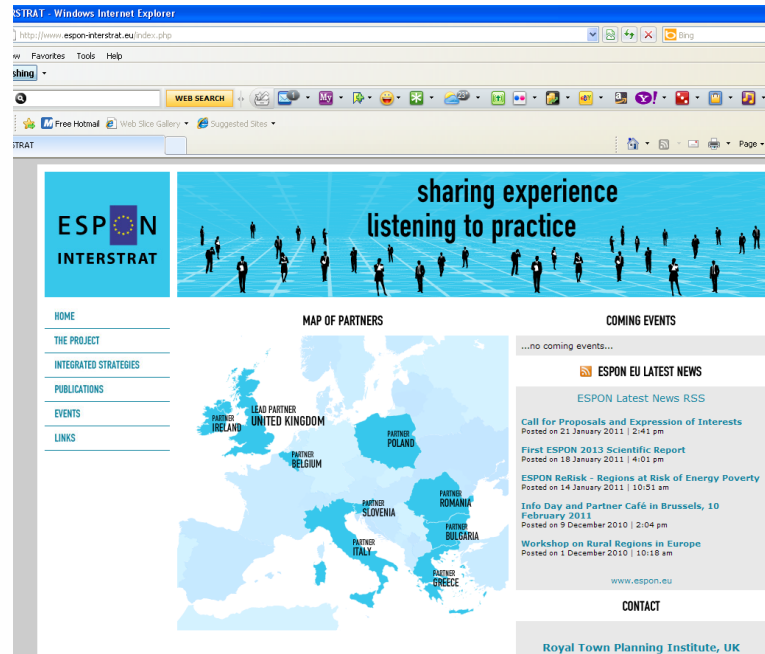 RSTRAT - Windows Internet Explorer
http://www.espon-interstrat.eu/index.php
Bing
Favorites Tools Help
shing
WEB SEARCH
My
Free Hotmail Web Slice Gallery Suggested Sites
STRAT
Page
ESPON
INTERSTRAT
sharing experience
listening to practice
HOME
THE PROJECT
INTEGRATED STRATEGIES
PUBLICATIONS
EVENTS
LINKS
MAP OF PARTNERS
LEAD PARTNER
UNITED KINGDOM
PARTNER
IRELAND
PARTNER
BELGIUM
PARTNER
POLAND
PARTNER
SLOVENIA
PARTNER
ROMANIA
PARTNER
BULGARIA
PARTNER
ITALY
PARTNER
GREECE
COMING EVENTS
...no coming events...
ESPON EU LATEST NEWS
ESPON Latest News RSS
Call for Proposals and Expression of Interests
Posted on 21 January 2011 | 2:41 pm
First ESPON 2013 Scientific Report
Posted on 18 January 2011 | 4:01 pm
ESPON ReRisk - Regions at Risk of Energy Poverty
Posted on 14 January 2011 | 10:51 am
Info Day and Partner Café in Brussels, 10
February 2011
Posted on 9 December 2010 | 2:04 pm
Workshop on Rural Regions in Europe
Posted on 1 December 2010 | 10:18 am
www.espon.eu
CONTACT
Royal Town Planning Institute, UK